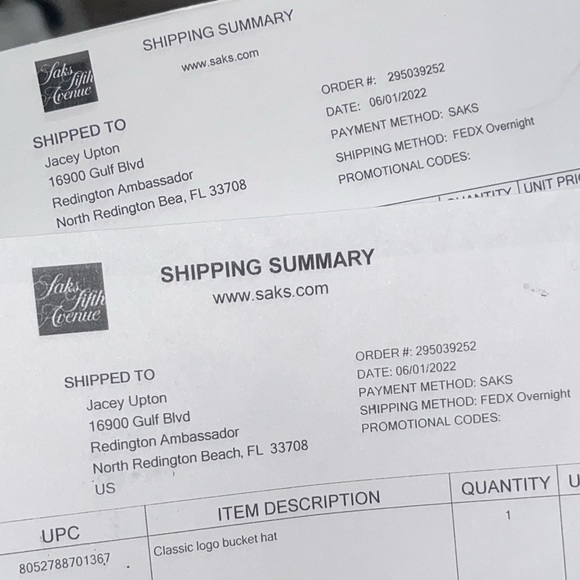 Saks
fifth
Avenue
SHIPPING SUMMARY
www.saks.com
SHIPPED TO
Jacey Upton
16900 Gulf Blvd
Redington Ambassador
North Redington Bea, FL 33708
ORDER #: 295039252
DATE: 06/01/2022
PAYMENT METHOD: SAKS
SHIPPING METHOD: FEDX Overnight
PROMOTIONAL CODES:
UNIT PRI
Saks
fifth
Avenue
SHIPPING SUMMARY
www.saks.com
SHIPPED TO
Jacey Upton
16900 Gulf Blvd
Redington Ambassador
North Redington Beach, FL 33708
US
ORDER #: 295039252
DATE: 06/01/2022
PAYMENT METHOD: SAKS
SHIPPING METHOD: FEDX Overnight
PROMOTIONAL CODES:
UPC ITEM DESCRIPTION QUANTITY U
8052788701367 Classic logo bucket hat 1